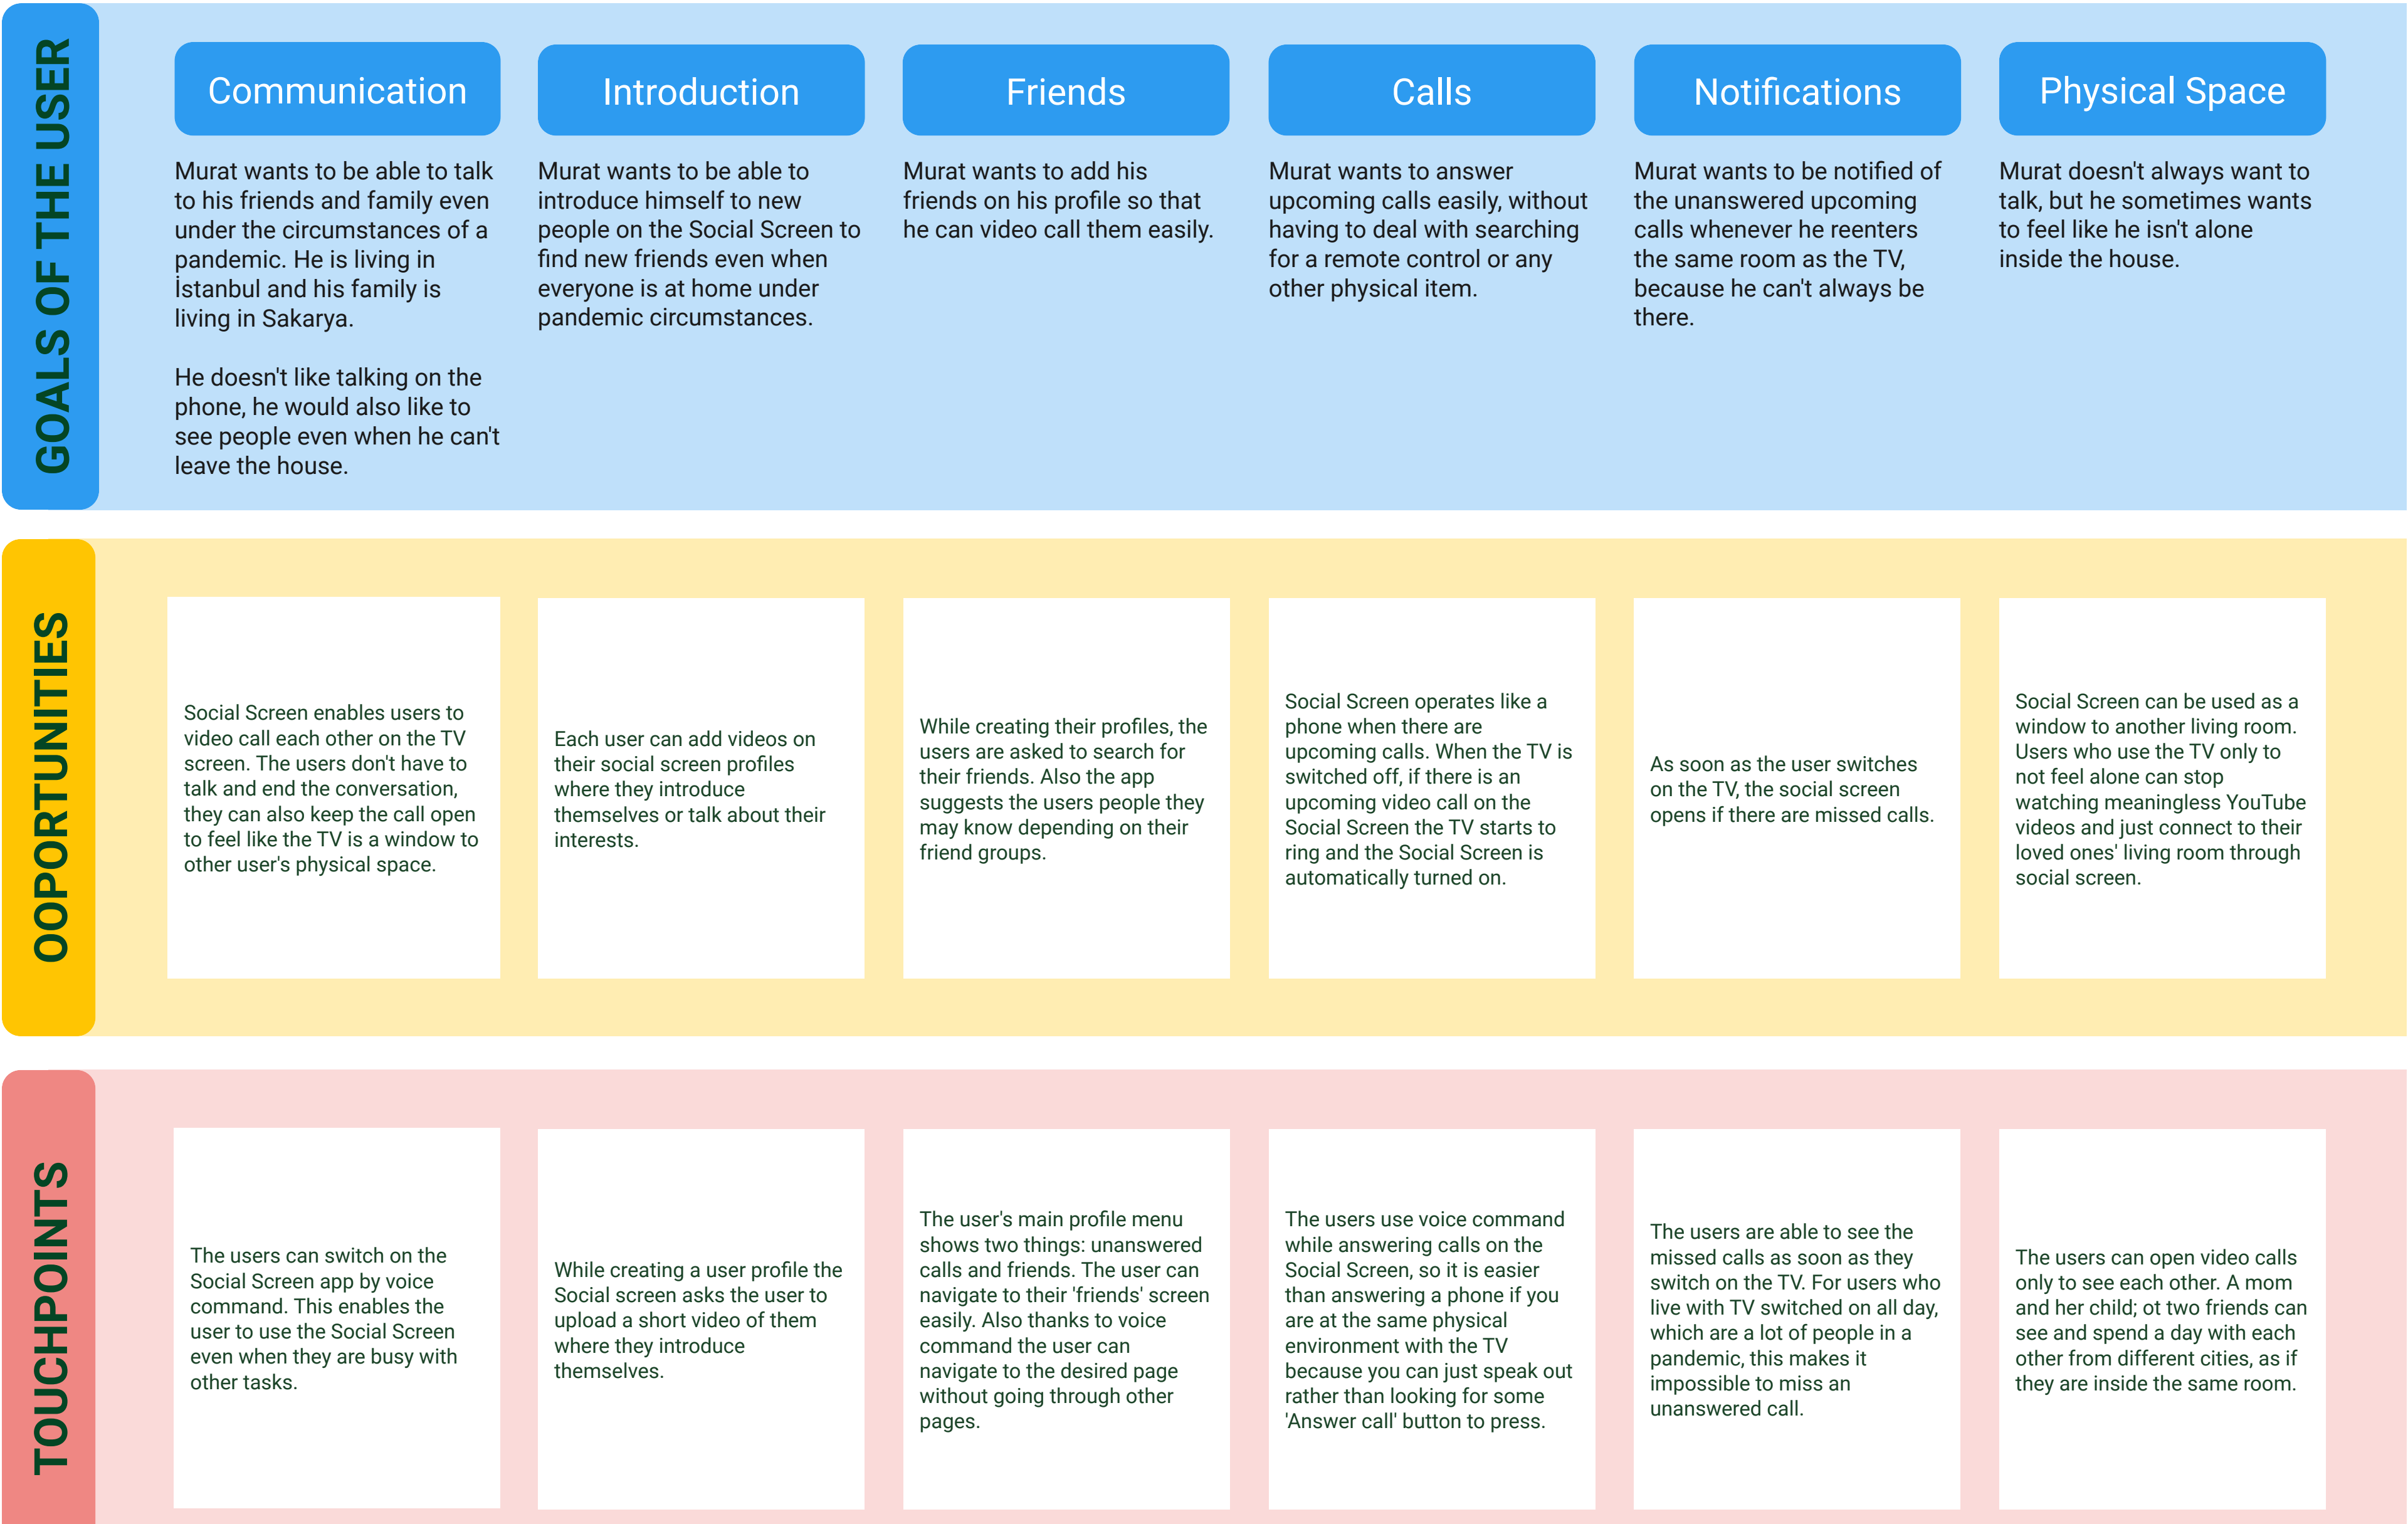 GOALS OF THE USER
Communication
Murat wants to be able to talk
to his friends and family even
under the circumstances of a
pandemic. He is living in
İstanbul and his family is
living in Sakarya.
He doesn't like talking on the
phone, he would also like to
see people even when he can't
leave the house.
Introduction
Murat wants to be able to
introduce himself to new
people on the Social Screen to
find new friends even when
everyone is at home under
pandemic circumstances.
Friends
Murat wants to add his
friends on his profile so that
he can video call them easily.
Calls
Murat wants to answer
upcoming calls easily, without
having to deal with searching
for a remote control or any
other physical item.
Notifications
Murat wants to be notified of
the unanswered upcoming
calls whenever he reenters
the same room as the TV,
because he can't always be
there.
Physical Space
Murat doesn't always want to
talk, but he sometimes wants
to feel like he isn't alone
inside the house.
OOPORTUNITIES
Social Screen enables users to
video call each other on the TV
screen. The users don't have to
talk and end the conversation,
they can also keep the call open
to feel like the TV is a window to
other user's physical space.
Each user can add videos on
their social screen profiles
where they introduce
themselves or talk about their
interests.
While creating their profiles, the
users are asked to search for
their friends. Also the app
suggests the users people they
may know depending on their
friend groups.
Social Screen operates like a
phone when there are
upcoming calls. When the TV is
switched off, if there is an
upcoming video call on the
Social Screen the TV starts to
ring and the Social Screen is
automatically turned on.
As soon as the user switches
on the TV, the social screen
opens if there are missed calls.
Social Screen can be used as a
window to another living room.
Users who use the TV only to
not feel alone can stop
watching meaningless YouTube
videos and just connect to their
loved ones' living room through
social screen.
TOUCHPOINTS
The users can switch on the
Social Screen app by voice
command. This enables the
user to use the Social Screen
even when they are busy with
other tasks.
While creating a user profile the
Social screen asks the user to
upload a short video of them
where they introduce
themselves.
The user's main profile menu
shows two things: unanswered
calls and friends. The user can
navigate to their 'friends' screen
easily. Also thanks to voice
command the user can
navigate to the desired page
without going through other
pages.
The users use voice command
while answering calls on the
Social Screen, so it is easier
than answering a phone if you
are at the same physical
environment with the TV
because you can just speak out
rather than looking for some
'Answer call' button to press.
The users are able to see the
missed calls as soon as they
switch on the TV. For users who
live with TV switched on all day,
which are a lot of people in a
pandemic, this makes it
impossible to miss an
unanswered call.
The users can open video calls
only to see each other. A mom
and her child; ot two friends can
see and spend a day with each
other from different cities, as if
they are inside the same room.